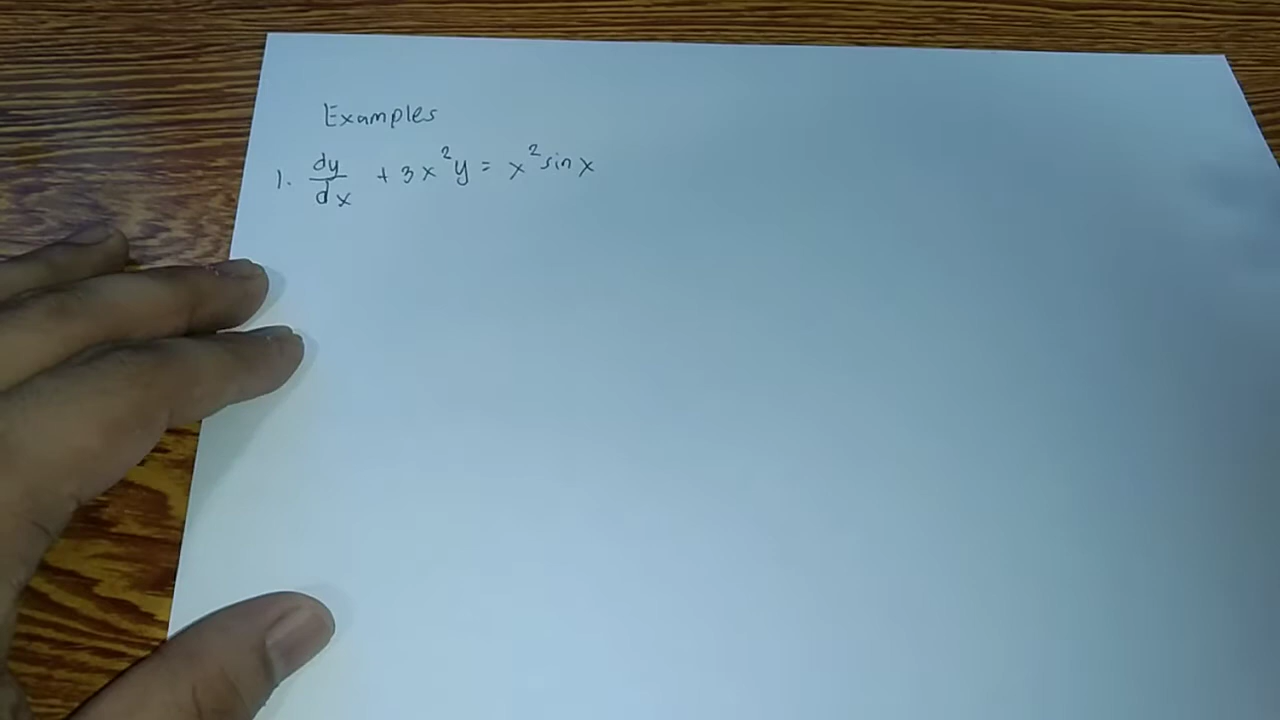 Examples
1. dy/dx + 3x²y = x² sin x